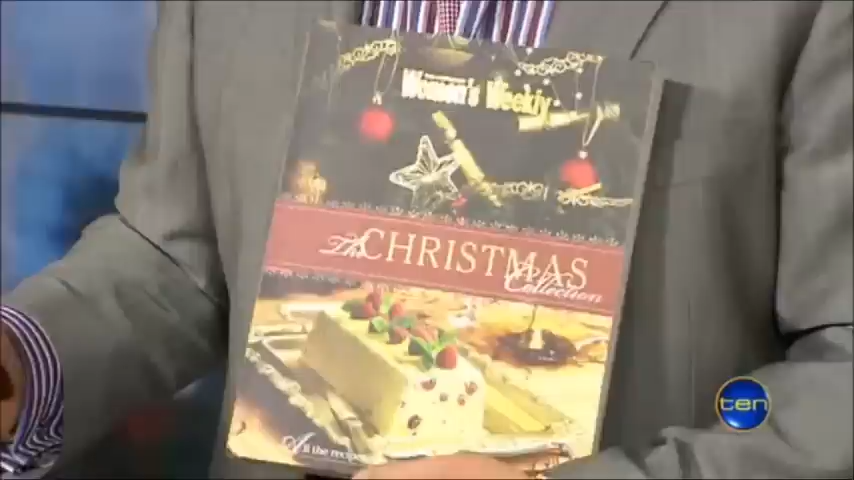 Women's Weekly
The CHRISTMAS
Collection
All the recipes
ten